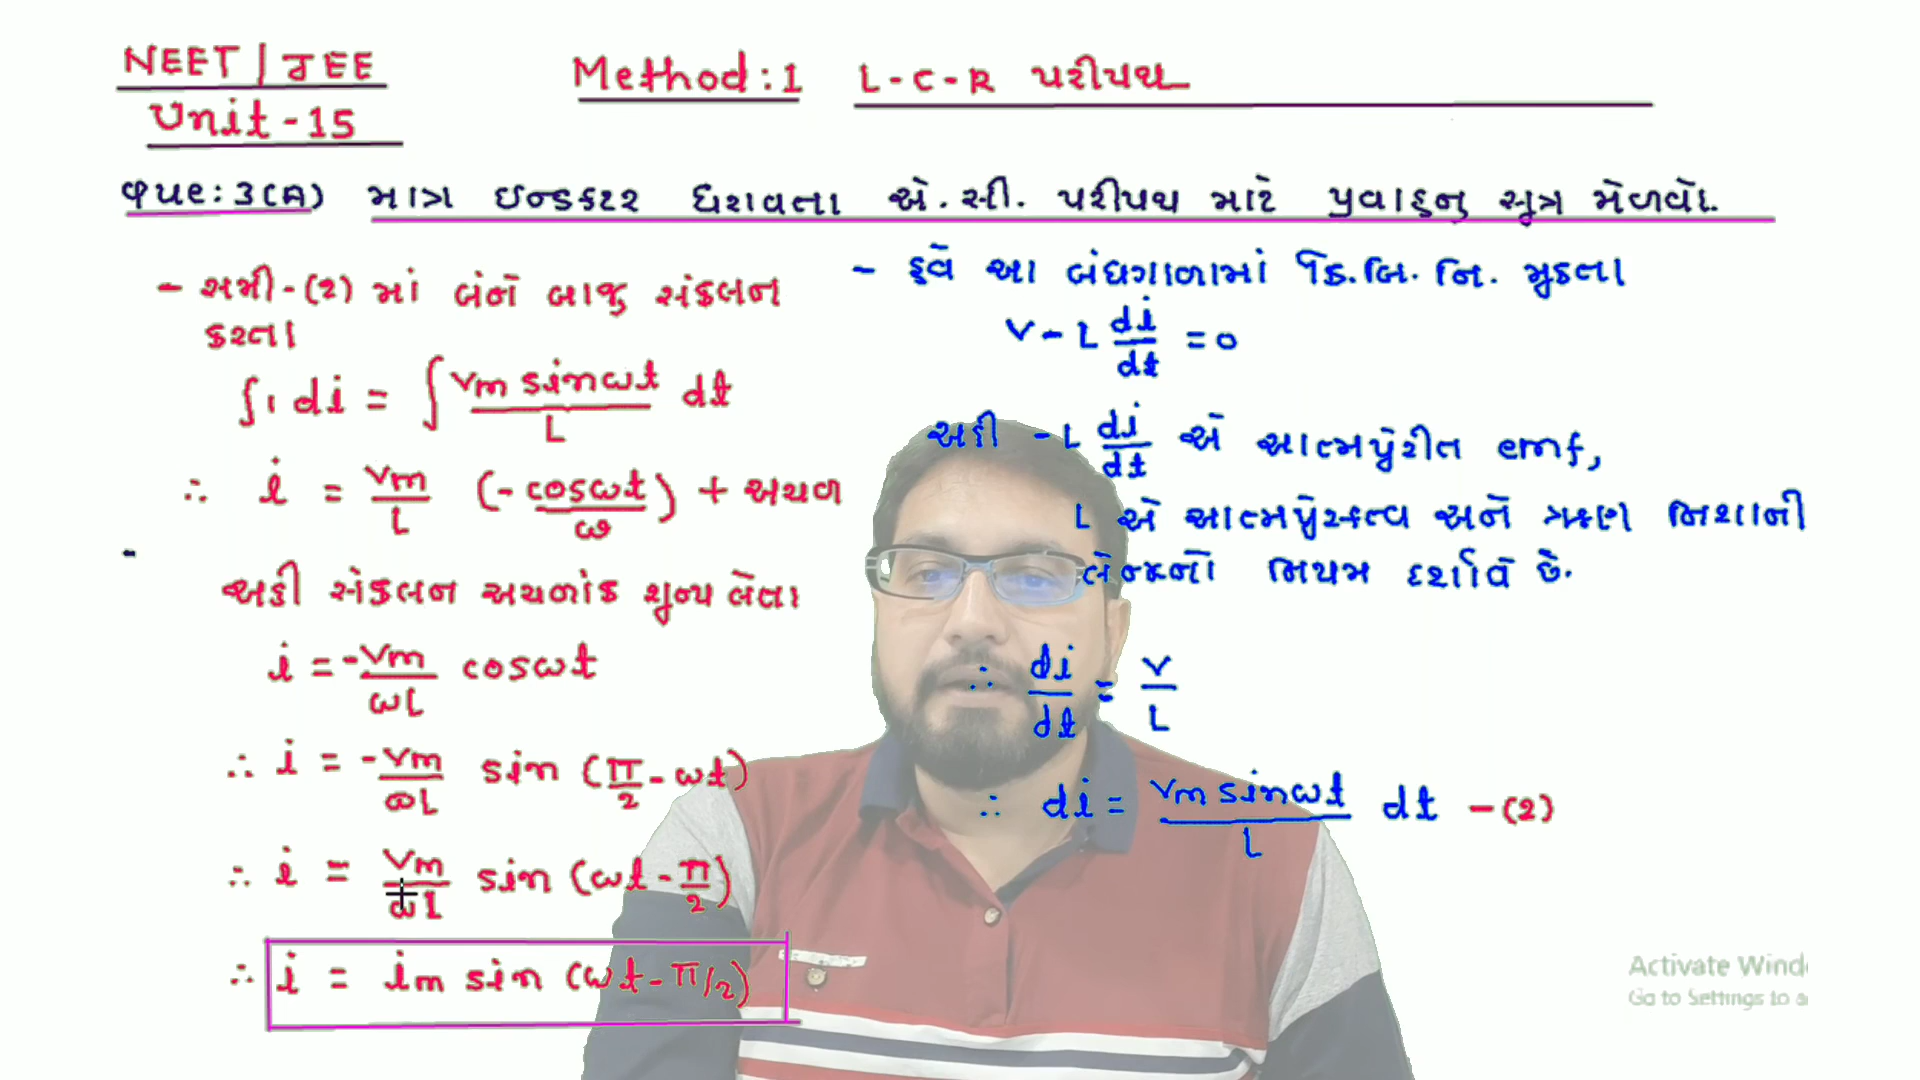 NEET / JEE
Unit - 15
Method : 1 L - C - R પરીપથ
પ્રશ્ન : 3 (A) માત્ર ઇન્ડક્ટર ધરાવતા એ. સી. પરીપથ માટે પ્રવાહનુ સૂત્ર મેળવો.
- સમી - (2) માં બંને બાજુ સંકલન
કરતા
∫ 1 di = ∫ Vm sinωt / L dt
∴ i = Vm / L (- cosωt / ω) + અચળ
-
અહી સંકલન અચળાંક શૂન્ય લેતા
i = - Vm / ωL cosωt
∴ i = - Vm / ωL sin (π/2 - ωt)
∴ i = Vm / ωL sin (ωt - π/2)
∴ i = im sin (ωt - π/2)
- હવે આ બંધગાળામાં કિ. બિ. નિ. મુકતા
V - L di/dt = 0
અહી - L di/dt એ આત્મપ્રેરીત emf,
L એ આત્મપ્રેરકત્વ અને ઋણ નિશાની
લેન્ઝનો નિયમ દર્શાવે છે.
∴ di/dt = V/L
∴ di = Vm sinωt / L dt - (2)
Activate Wind
Go to Settings to a